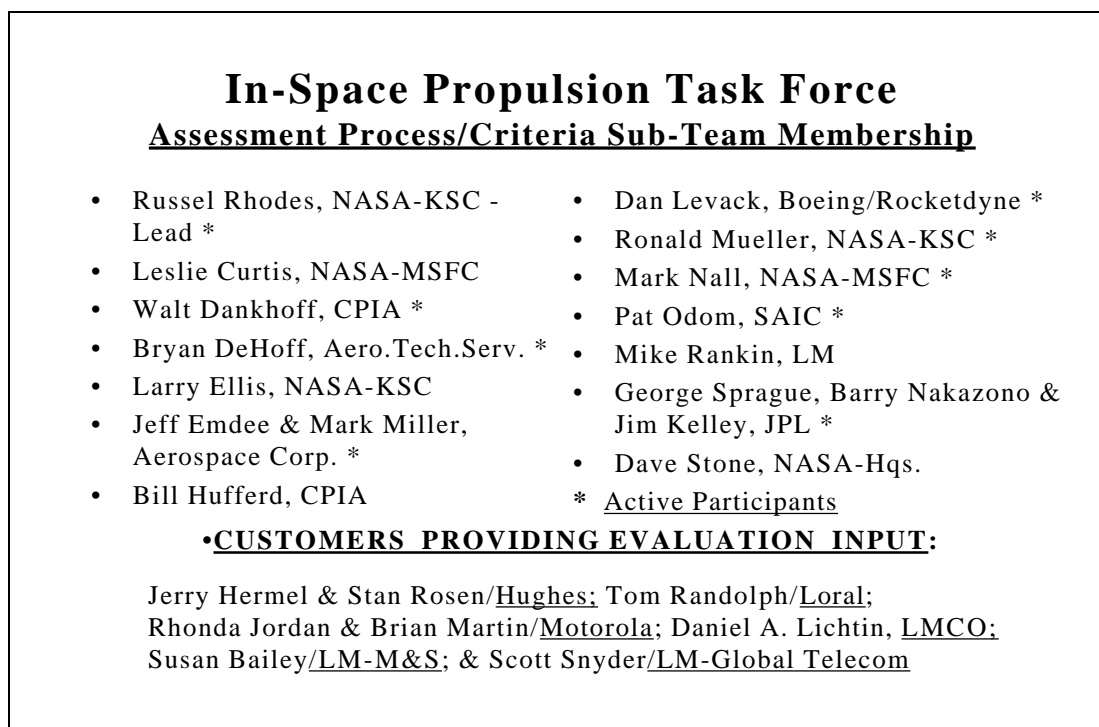 In-Space Propulsion Task Force
Assessment Process/Criteria Sub-Team Membership
• Russel Rhodes, NASA-KSC -
Lead *
• Leslie Curtis, NASA-MSFC
• Walt Dankhoff, CPIA *
• Bryan DeHoff, Aero.Tech.Serv. *
• Larry Ellis, NASA-KSC
• Jeff Emdee & Mark Miller,
Aerospace Corp. *
• Bill Hufferd, CPIA
• Dan Levack, Boeing/Rocketdyne *
• Ronald Mueller, NASA-KSC *
• Mark Nall, NASA-MSFC *
• Pat Odom, SAIC *
• Mike Rankin, LM
• George Sprague, Barry Nakazono &
Jim Kelley, JPL *
• Dave Stone, NASA-Hqs.
* Active Participants
•CUSTOMERS PROVIDING EVALUATION INPUT:
Jerry Hermel & Stan Rosen/Hughes; Tom Randolph/Loral;
Rhonda Jordan & Brian Martin/Motorola; Daniel A. Lichtin, LMCO;
Susan Bailey/LM-M&S; & Scott Snyder/LM-Global Telecom